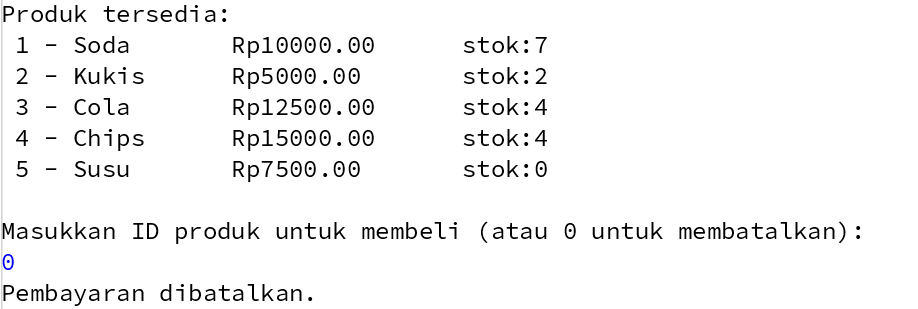 Produk tersedia:
1 - Soda Rp10000.00 stok:7
2 - Kukis Rp5000.00 stok:2
3 - Cola Rp12500.00 stok:4
4 - Chips Rp15000.00 stok:4
5 - Susu Rp7500.00 stok:0
Masukkan ID produk untuk membeli (atau 0 untuk membatalkan):
0
Pembayaran dibatalkan.